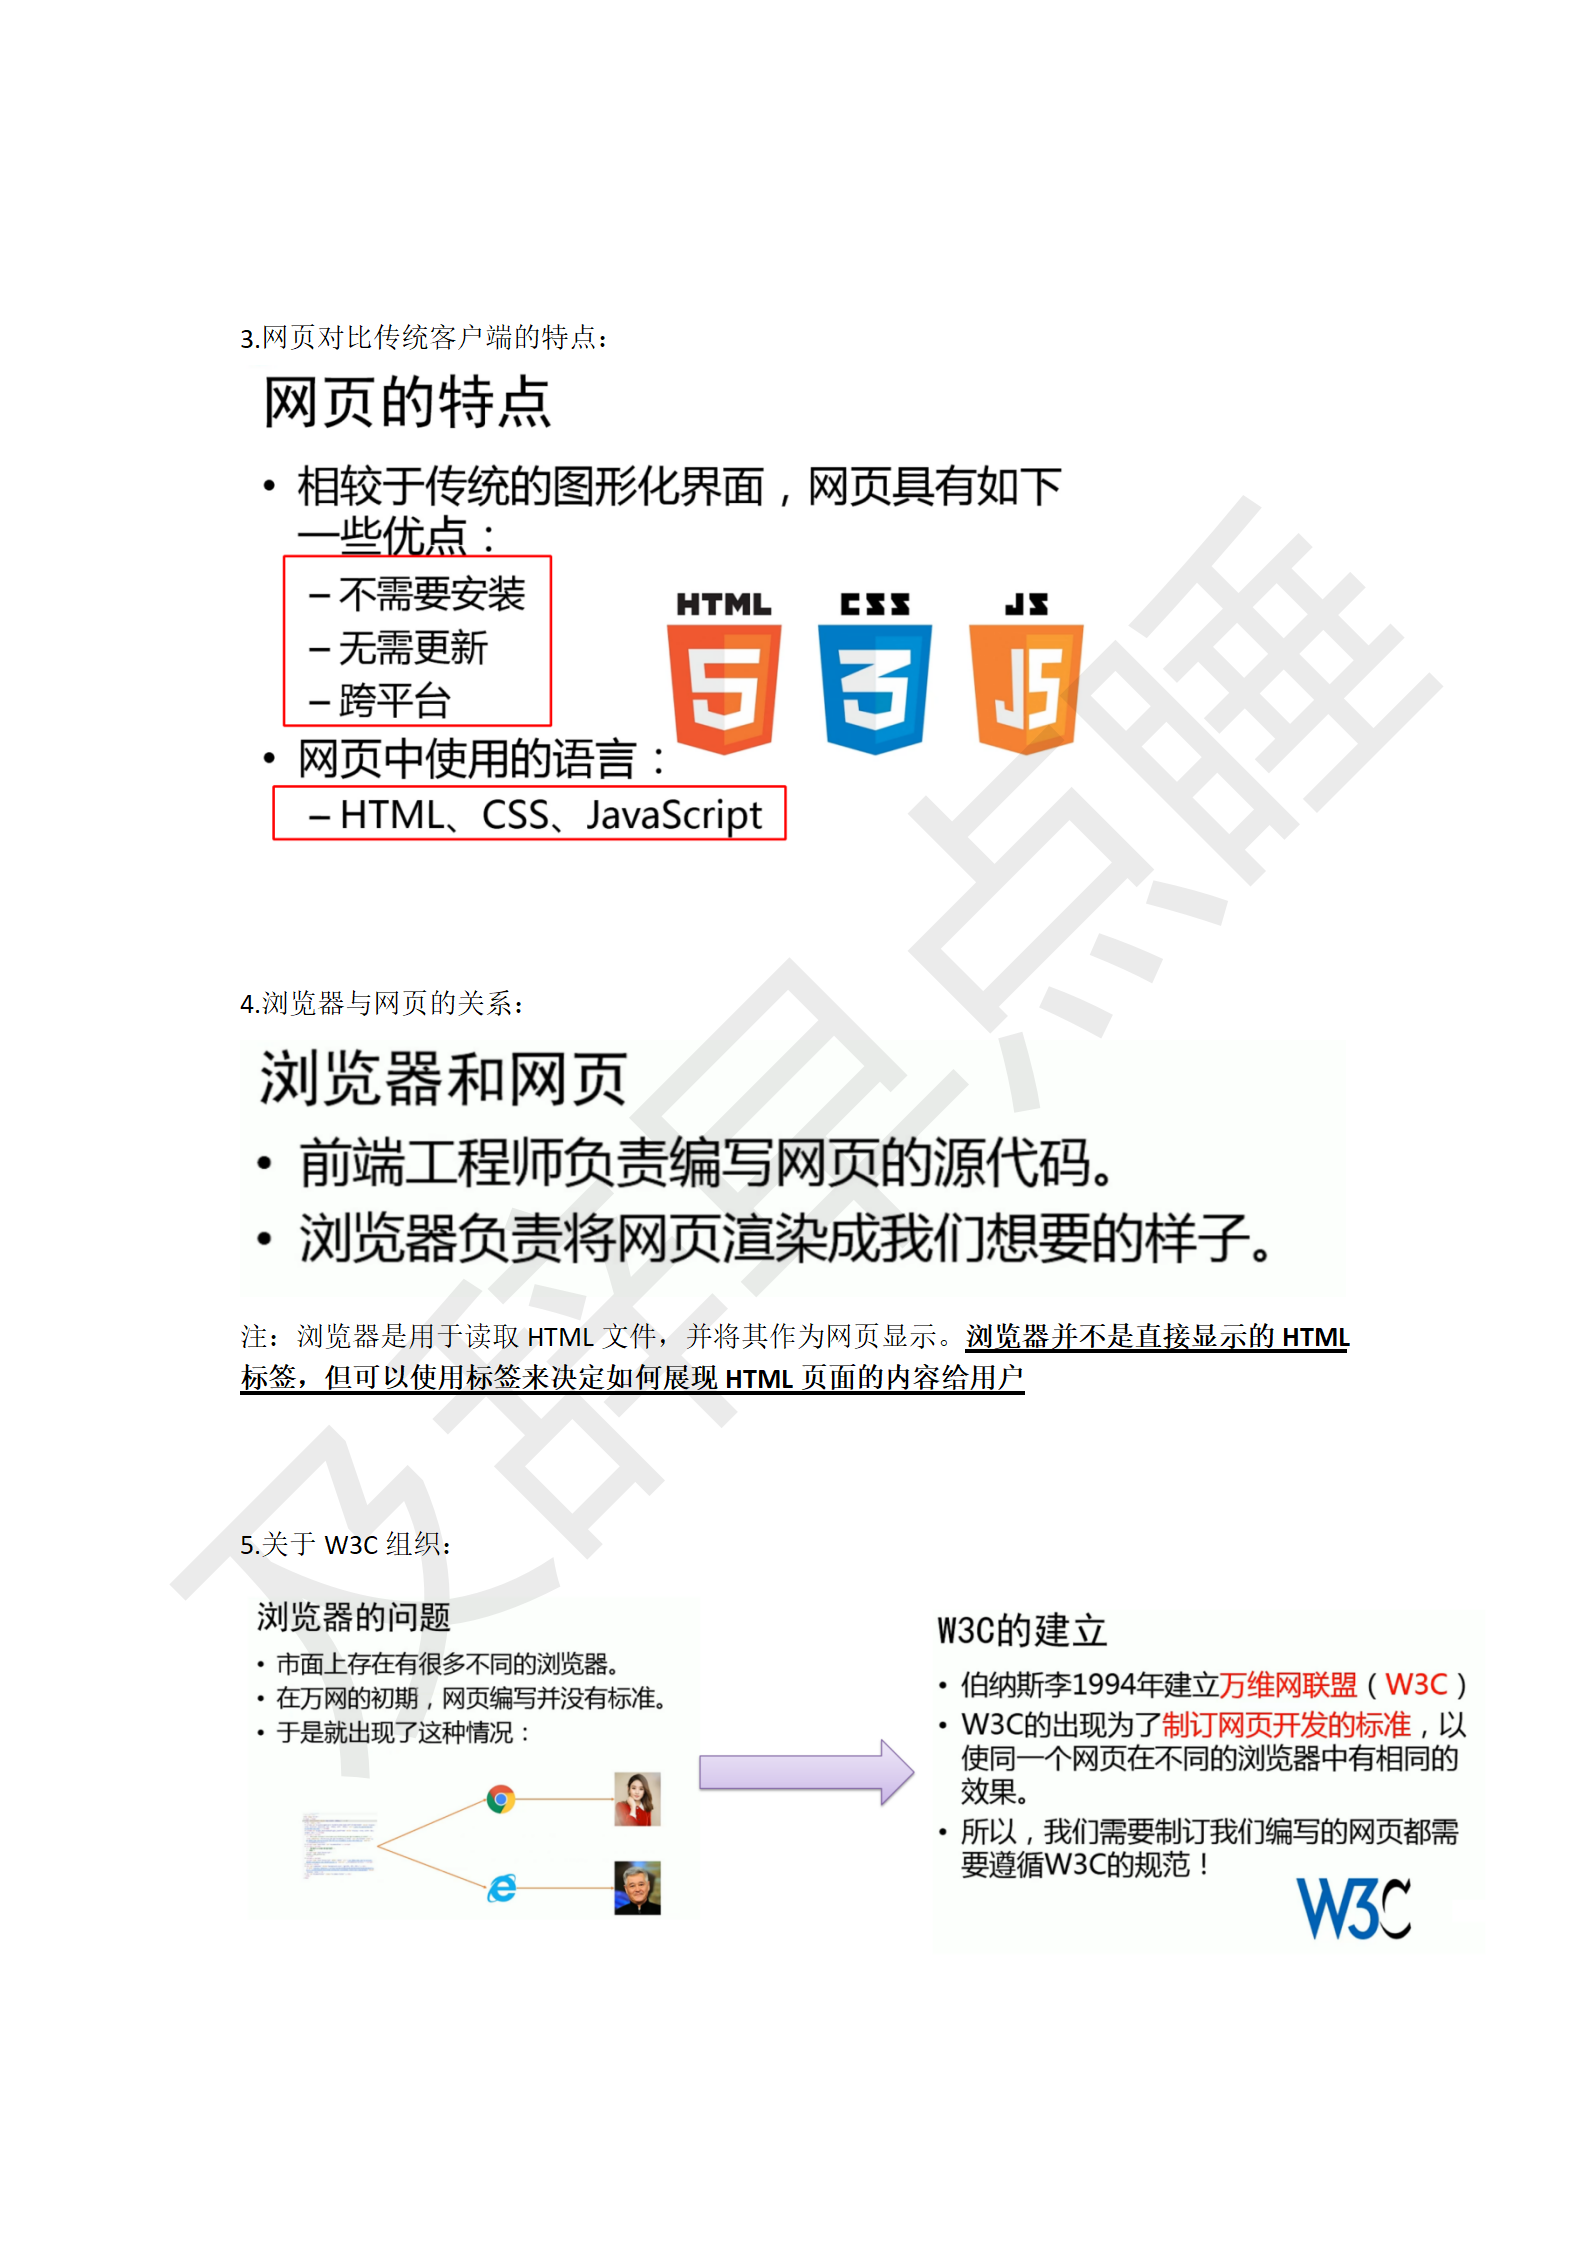 3.网页对比传统客户端的特点：
网页的特点
• 相较于传统的图形化界面，网页具有如下
一些优点：
– 不需要安装
– 无需更新
– 跨平台
HTML CSS JS
5 3 JS
• 网页中使用的语言：
– HTML、CSS、JavaScript
4.浏览器与网页的关系：
浏览器和网页
• 前端工程师负责编写网页的源代码。
• 浏览器负责将网页渲染成我们想要的样子。
注：浏览器是用于读取 HTML 文件，并将其作为网页显示。浏览器并不是直接显示的 HTML
标签，但可以使用标签来决定如何展现 HTML 页面的内容给用户
5.关于 W3C 组织：
浏览器的问题
• 市面上存在有很多不同的浏览器。
• 在万网的初期，网页编写并没有标准。
• 于是就出现了这种情况：
W3C的建立
• 伯纳斯李1994年建立万维网联盟（W3C）
• W3C的出现为了制订网页开发的标准，以
使同一个网页在不同的浏览器中有相同的
效果。
• 所以，我们需要制订我们编写的网页都需
要遵循W3C的规范！
W3C
及辞早点睡